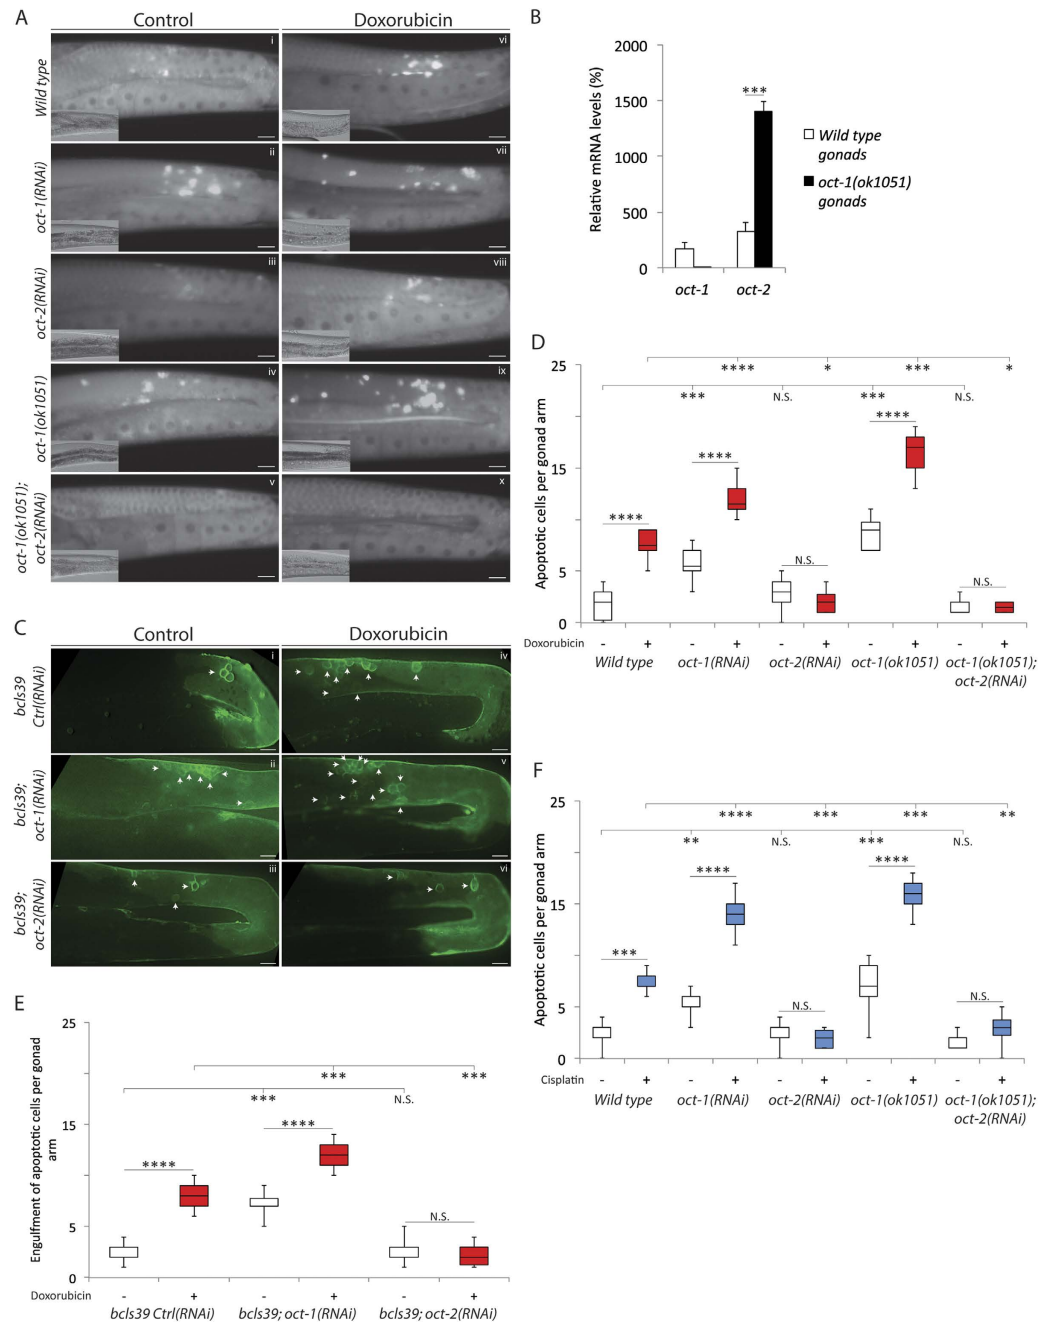 A
Control
Doxorubicin
Wild type
i
vi
oct-1(RNAi)
ii
vii
oct-2(RNAi)
iii
viii
oct-1(ok1051)
iv
ix
oct-1(ok1051);
oct-2(RNAi)
v
x
B
Relative mRNA levels (%)
2000
1500
1000
500
0
***
oct-1
oct-2
Wild type
gonads
oct-1(ok1051)
gonads
C
Control
Doxorubicin
bcls39
Ctrl(RNAi)
i
iv
bcls39;
oct-1(RNAi)
ii
v
bcls39;
oct-2(RNAi)
iii
vi
D
Apoptotic cells per gonad arm
25
15
5
0
**** * *** *
*** N.S. *** N.S.
**** **** N.S. **** N.S.
Doxorubicin - + - + - + - + - +
Wild type oct-1(RNAi) oct-2(RNAi) oct-1(ok1051) oct-1(ok1051);
oct-2(RNAi)
E
Engulfment of apoptotic cells per gonad
arm
25
15
5
0
*** ***
*** N.S.
**** **** N.S.
Doxorubicin - + - + - +
bcls39 Ctrl(RNAi) bcls39; oct-1(RNAi) bcls39; oct-2(RNAi)
F
Apoptotic cells per gonad arm
25
15
5
0
**** *** *** **
** N.S. *** N.S.
*** **** N.S. **** N.S.
Cisplatin - + - + - + - + - +
Wild type oct-1(RNAi) oct-2(RNAi) oct-1(ok1051) oct-1(ok1051);
oct-2(RNAi)